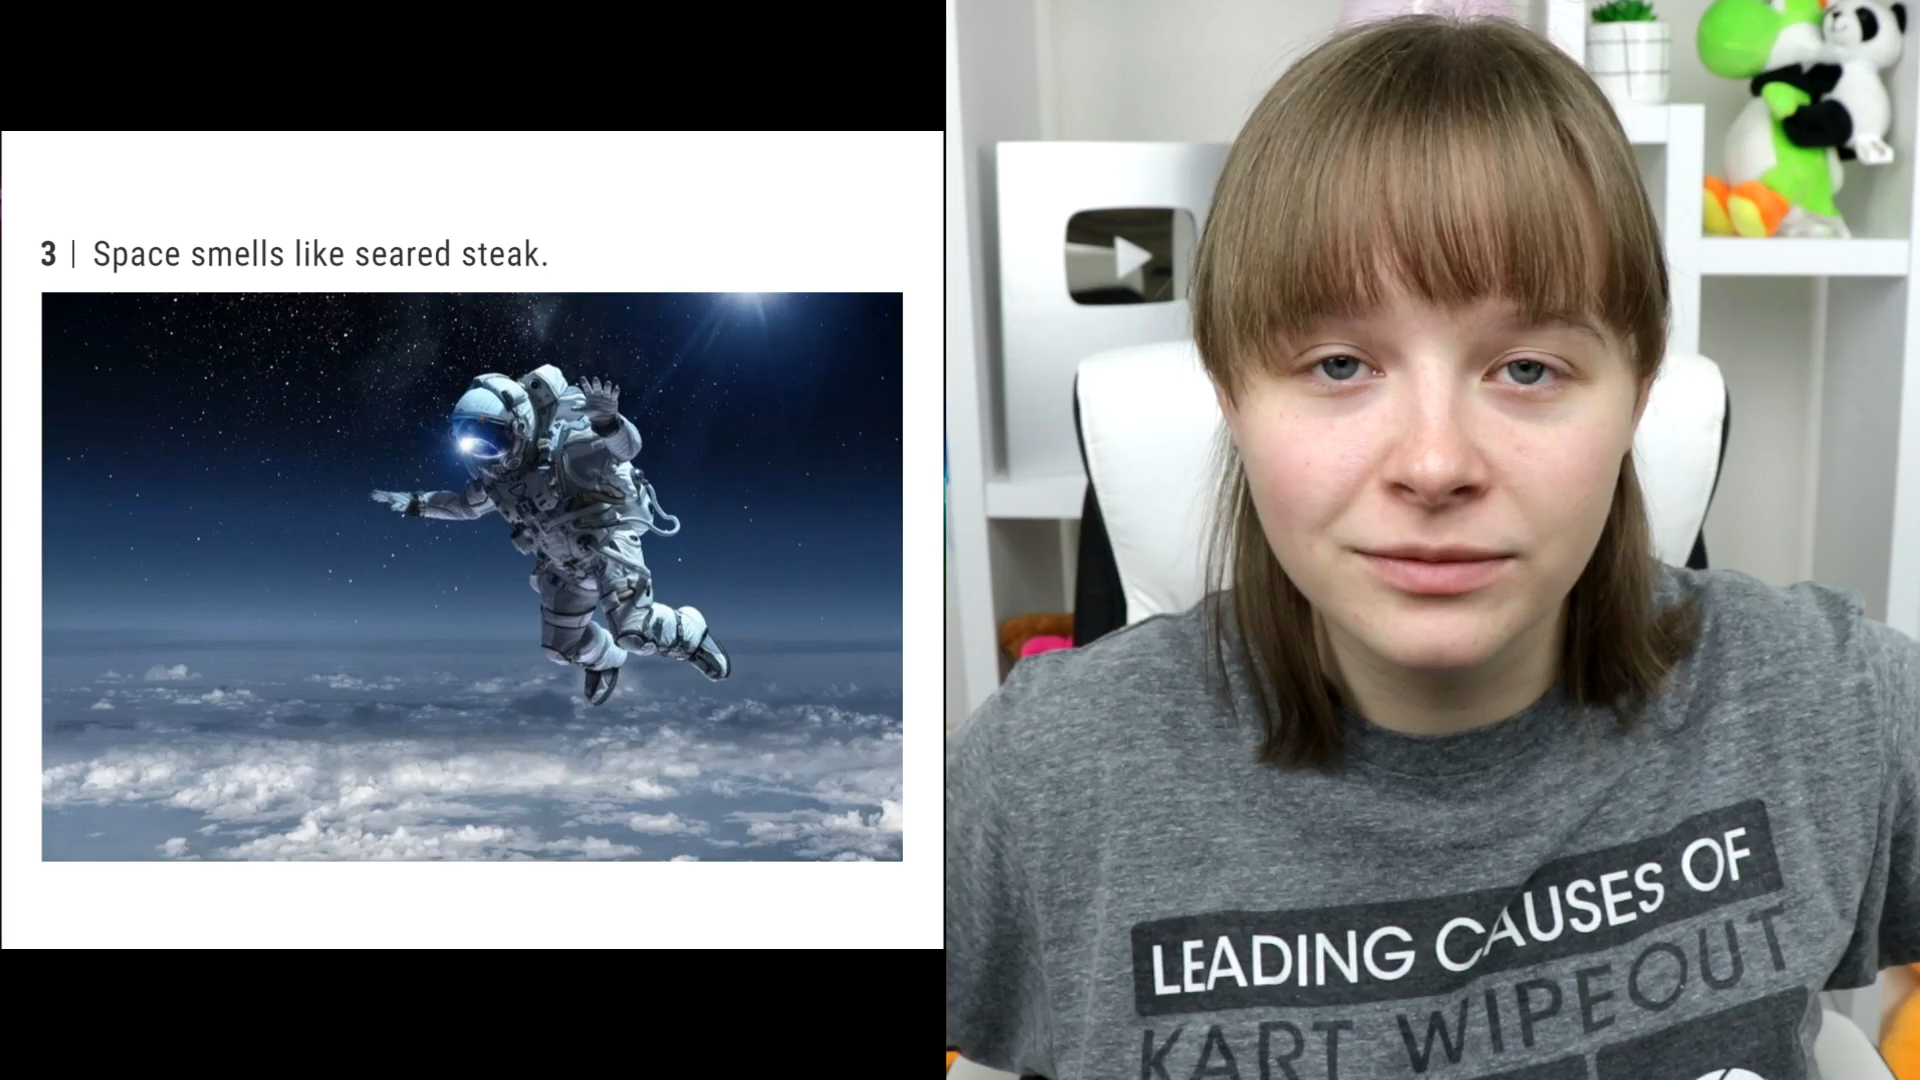 3 | Space smells like seared steak.
LEADING CAUSES OF
KART WIPEOUT